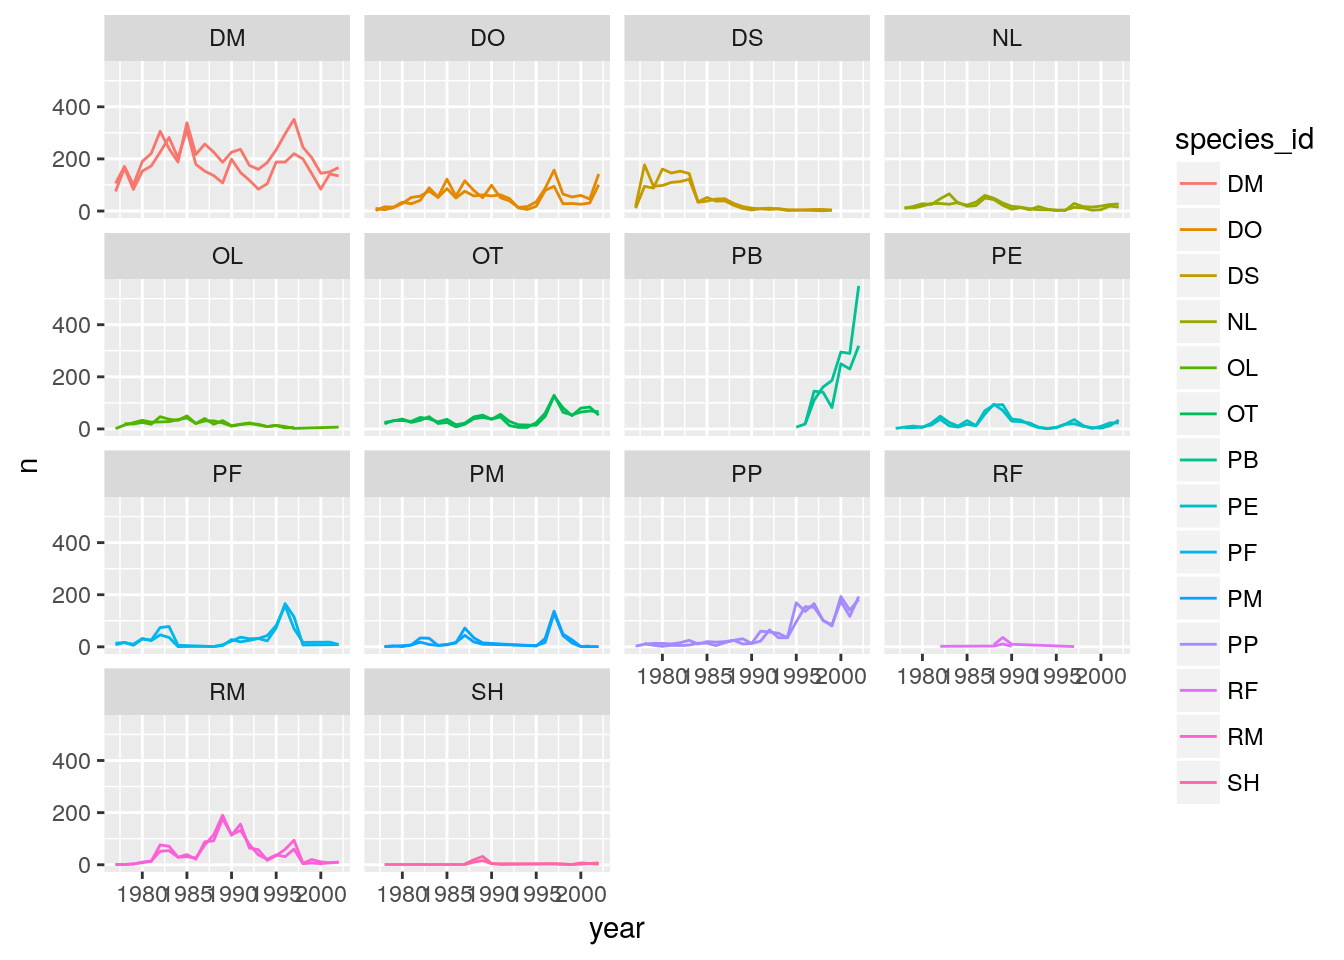 DM DO DS NL
400
200
0
OL OT PB PE
400
200
0
PF PM PP RF
400
200
0
1980 1985 1990 1995 2000 1980 1985 1990 1995 2000
RM SH
400
200
0
1980 1985 1990 1995 2000 1980 1985 1990 1995 2000
n
year
species_id
DM
DO
DS
NL
OL
OT
PB
PE
PF
PM
PP
RF
RM
SH